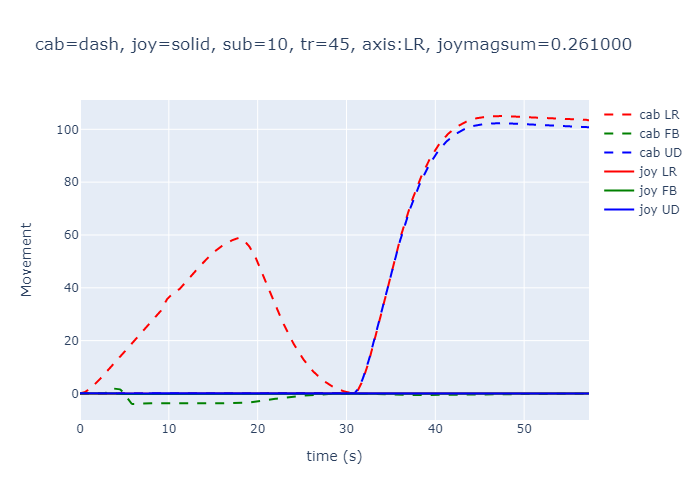 cab=dash, joy=solid, sub=10, tr=45, axis:LR, joymagsum=0.261000
cab LR
cab FB
cab UD
joy LR
joy FB
joy UD
Movement
100
80
60
40
20
0
0 10 20 30 40 50
time (s)